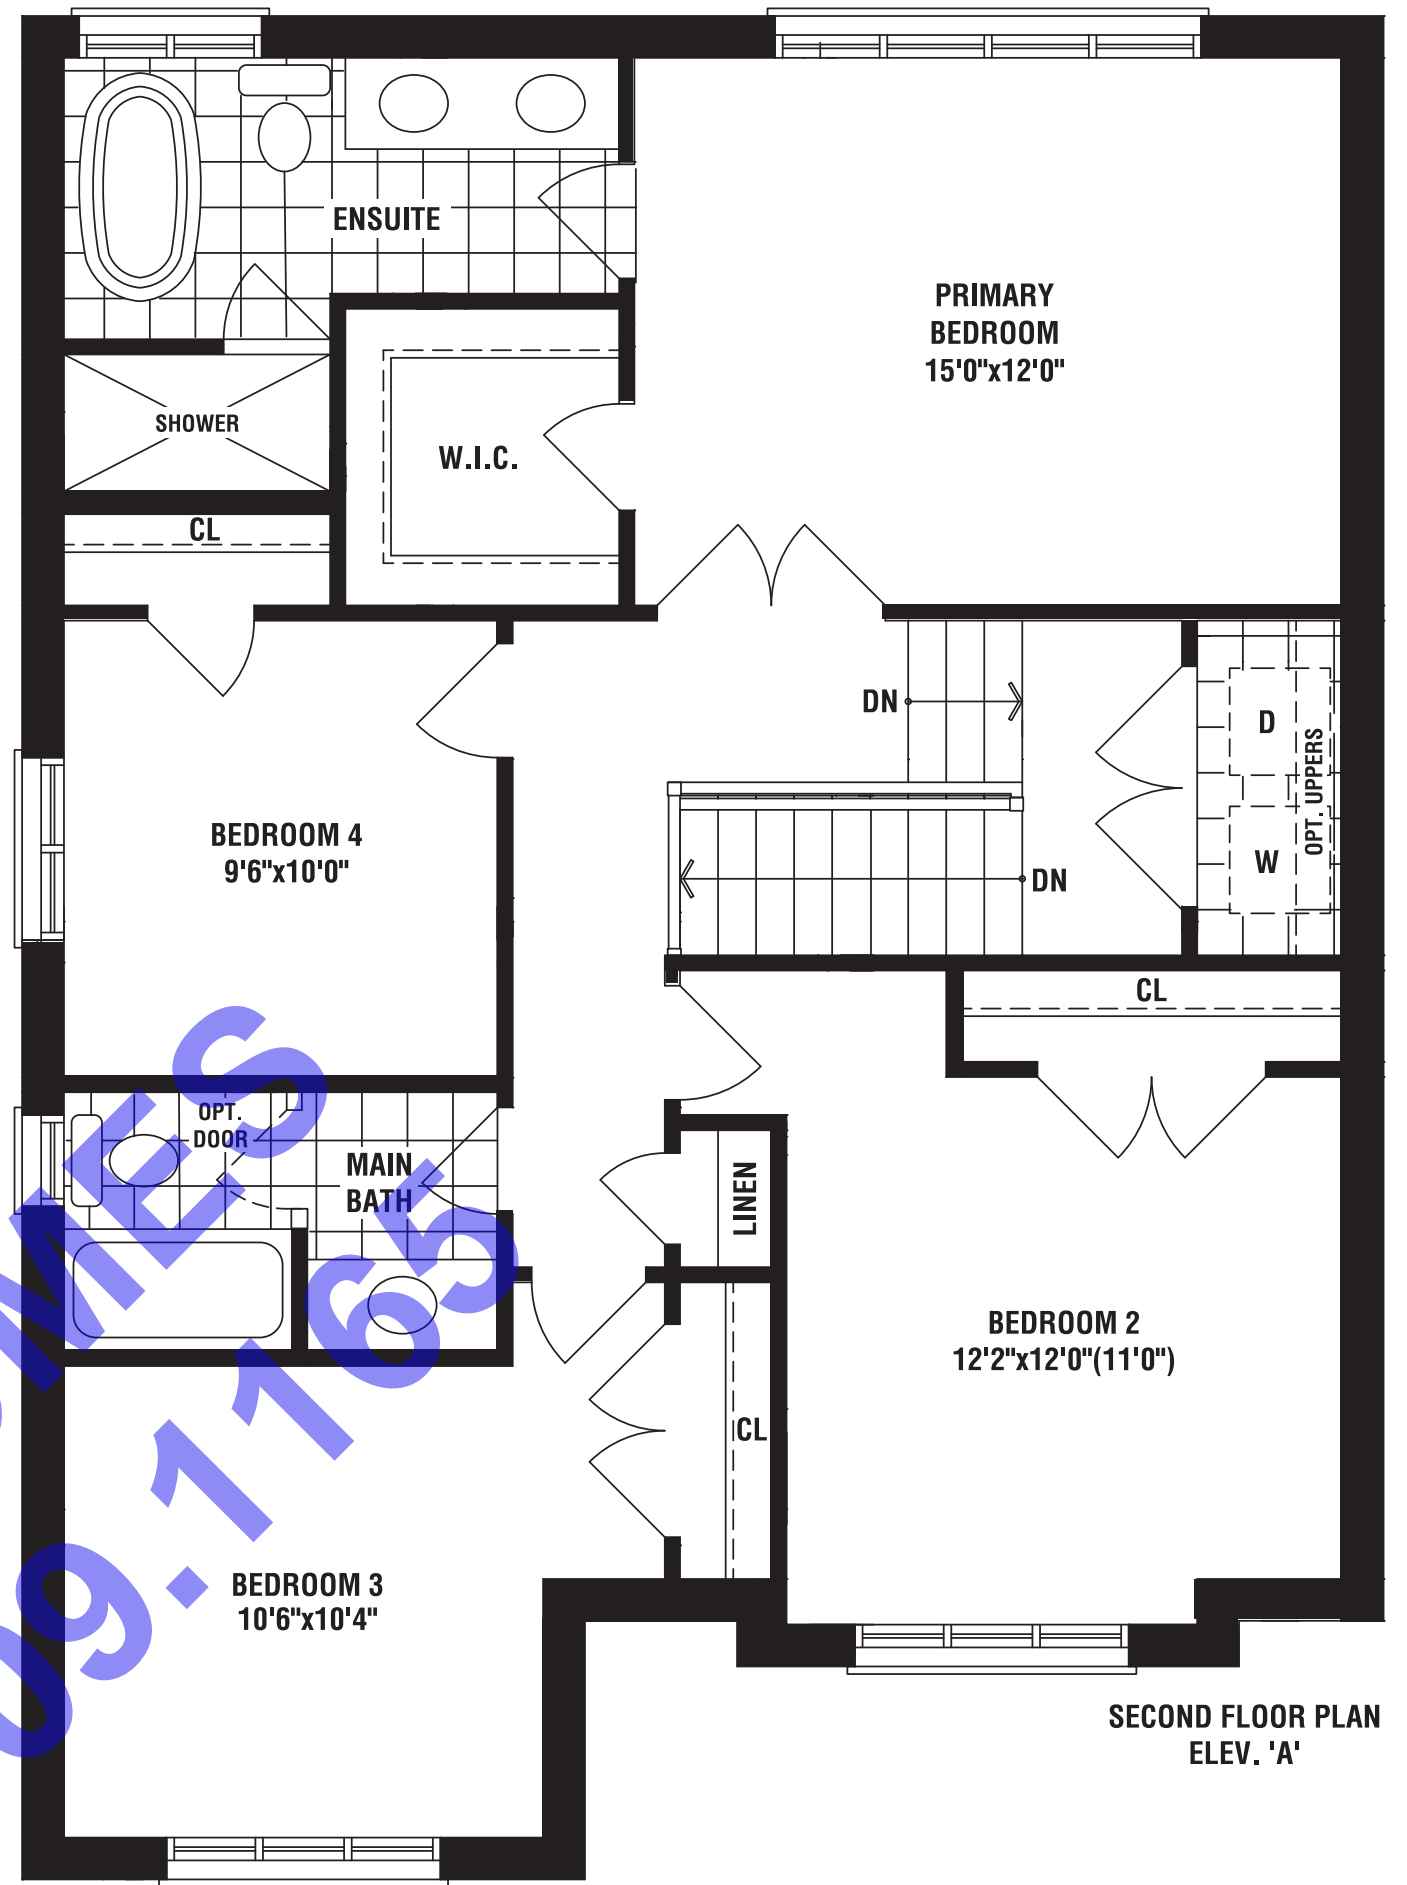 ENSUITE
PRIMARY
BEDROOM
15'0"x12'0"
SHOWER
W.I.C.
CL
DN
D
OPT. UPPERS
W
DN
BEDROOM 4
9'6"x10'0"
CL
OPT.
DOOR
MAIN
BATH
LINEN
BEDROOM 2
12'2"x12'0"(11'0")
CL
BEDROOM 3
10'6"x10'4"
SECOND FLOOR PLAN
ELEV. 'A'